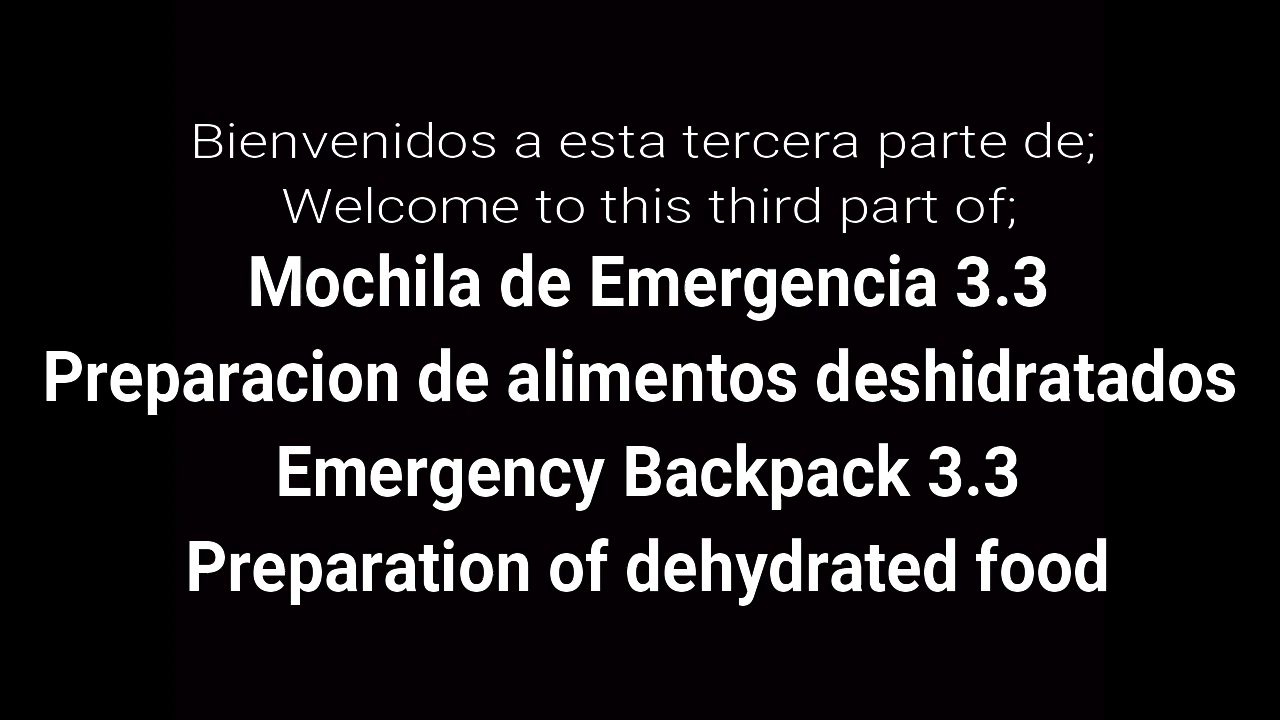 Bienvenidos a esta tercera parte de;
Welcome to this third part of;
Mochila de Emergencia 3.3
Preparacion de alimentos deshidratados
Emergency Backpack 3.3
Preparation of dehydrated food